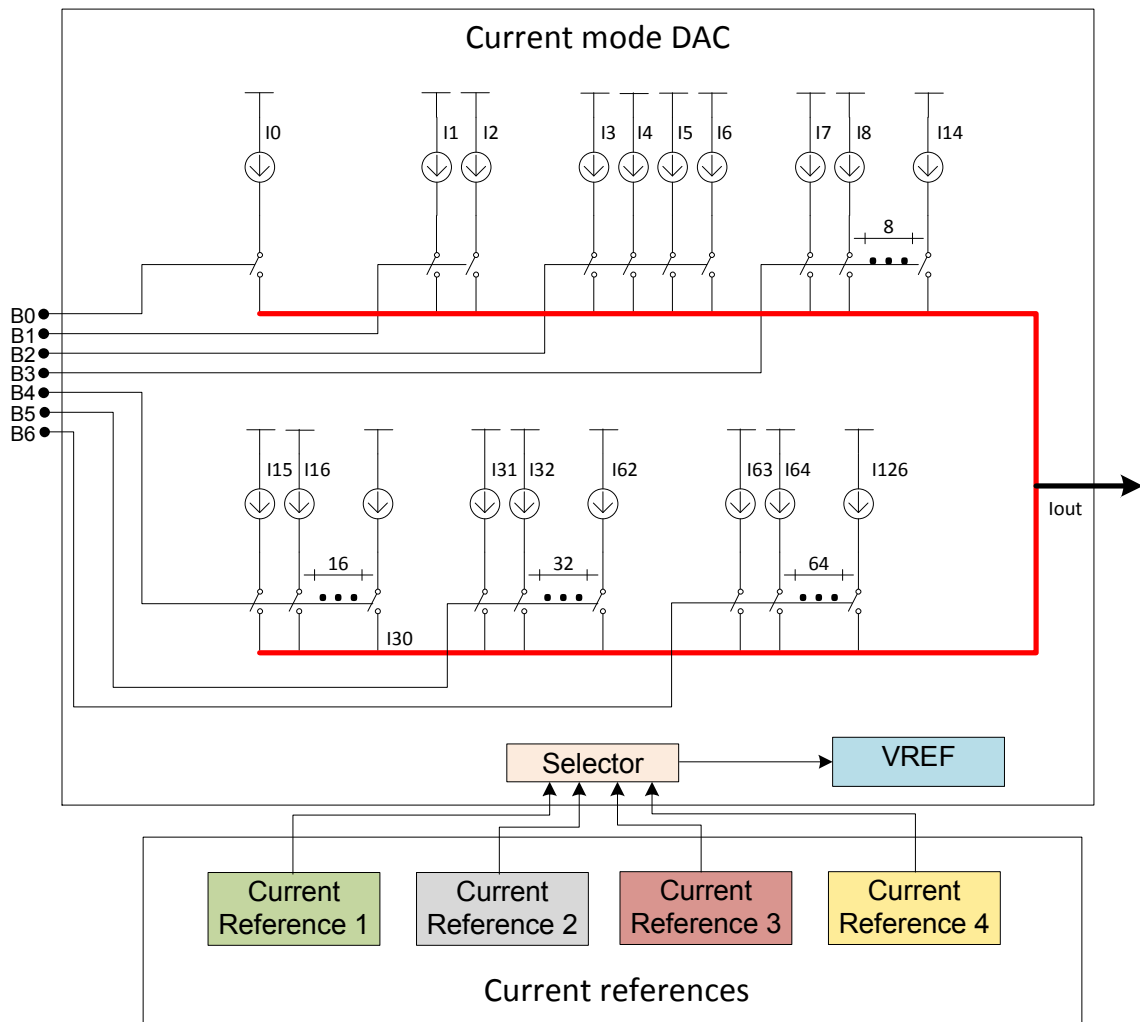 Current mode DAC
I0
I1
I2
I3
I4
I5
I6
I7
I8
I14
8
B0
B1
B2
B3
B4
B5
B6
I15
I16
I31
I32
I62
I63
I64
I126
Iout
16
32
64
I30
Selector
VREF
Current
Reference 1
Current
Reference 2
Current
Reference 3
Current
Reference 4
Current references